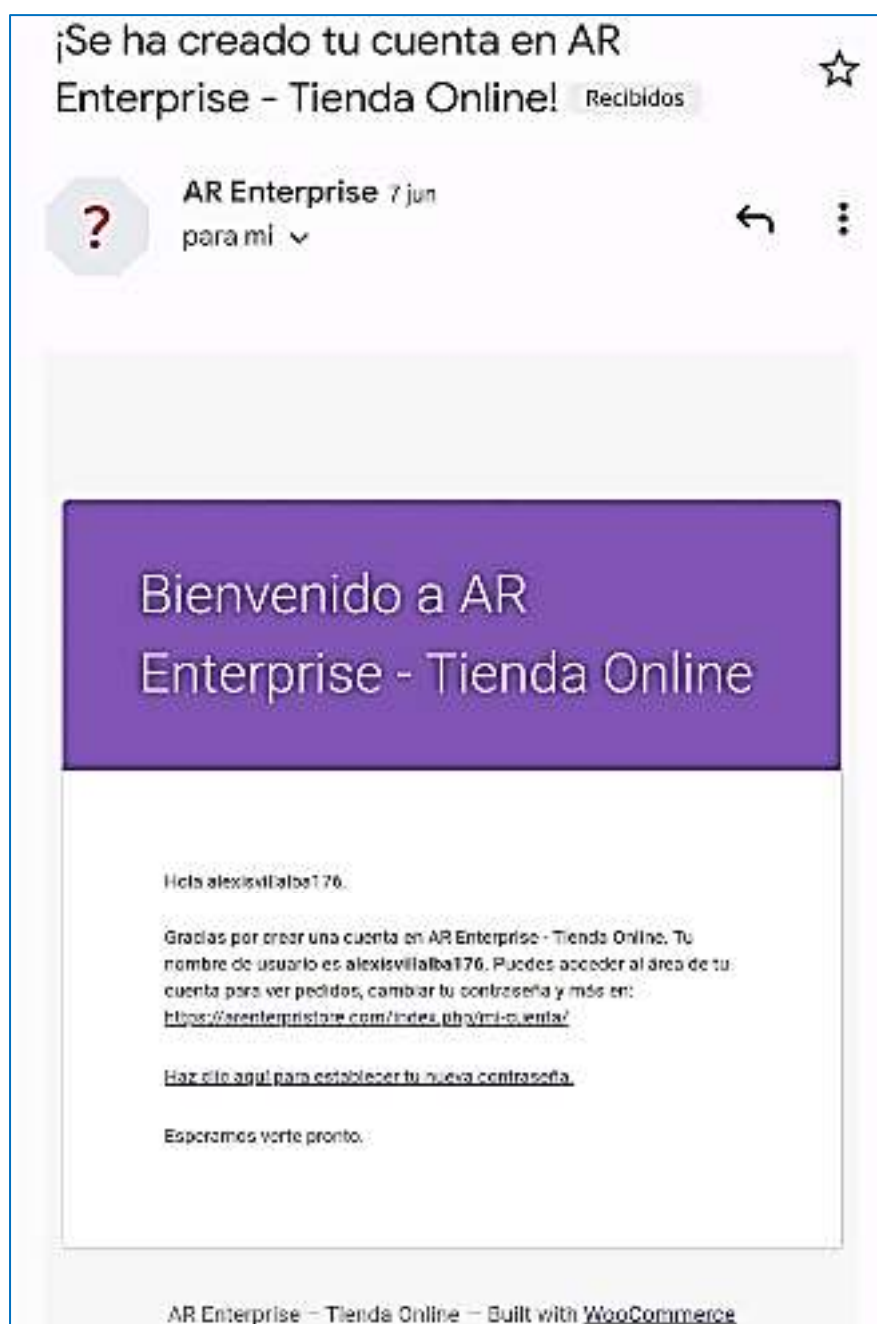 ¡Se ha creado tu cuenta en AR
Enterprise - Tienda Online! Recibidos
AR Enterprise 7 jun
para mí
?
Bienvenido a AR
Enterprise - Tienda Online
Hola alexisvillalba176.
Gracias por crear una cuenta en AR Enterprise - Tienda Online. Tu
nombre de usuario es alexisvillalba176. Puedes acceder al área de tu
cuenta para ver pedidos, cambiar tu contraseña y más en:
https://arenterpristore.com/index.php/mi-cuenta/
Haz clic aquí para establecer tu nueva contraseña.
Esperamos verte pronto.
AR Enterprise – Tienda Online – Built with WooCommerce